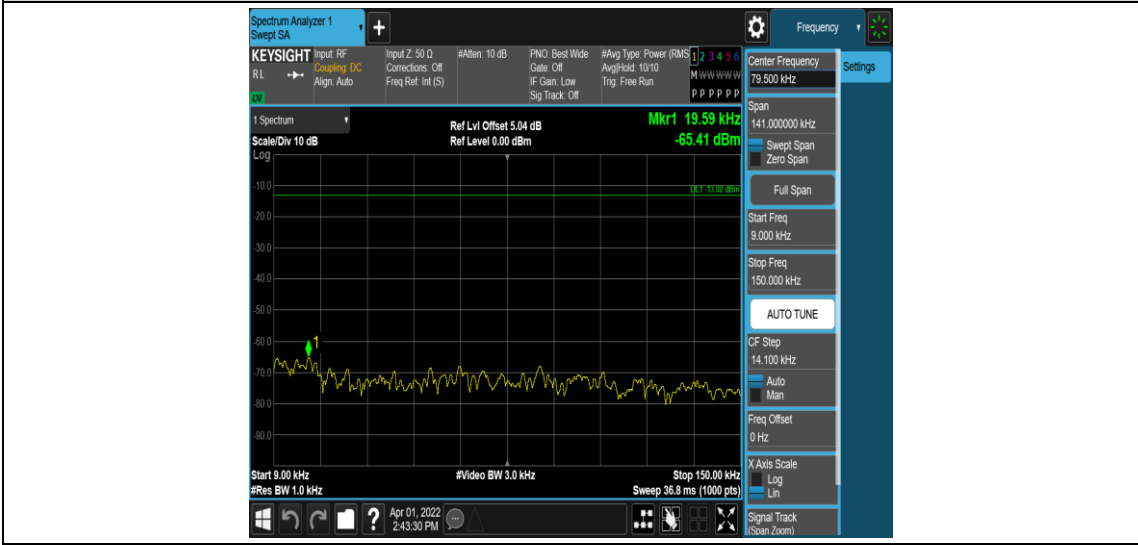 Spectrum Analyzer 1
Swept SA
+
Frequency
KEYSIGHT
RL
LXI
Input: RF
Coupling: DC
Align: Auto
Input Z: 50 Ω
Corrections: Off
Freq Ref: Int (S)
#Atten: 10 dB
PNO: Best Wide
Gate: Off
IF Gain: Low
Sig Track: Off
#Avg Type: Power (RMS
Avg|Hold: 10/10
Trig: Free Run
1 2 3 4 5 6
M W W W W W
P P P P P P
1 Spectrum
Scale/Div 10 dB
Log
Ref Lvl Offset 5.04 dB
Ref Level 0.00 dBm
Mkr1 19.59 kHz
-65.41 dBm
DL1 -13.00 dBm
-10.0
-20.0
-30.0
-40.0
-50.0
-60.0
-70.0
-80.0
-90.0
1
Start 9.00 kHz
#Res BW 1.0 kHz
#Video BW 3.0 kHz
Stop 150.00 kHz
Sweep 36.8 ms (1000 pts)
Center Frequency
79.500 kHz
Settings
Span
141.000000 kHz
Swept Span
Zero Span
Full Span
Start Freq
9.000 kHz
Stop Freq
150.000 kHz
AUTO TUNE
CF Step
14.100 kHz
Auto
Man
Freq Offset
0 Hz
X Axis Scale
Log
Lin
Signal Track
(Span Zoom)
?
Apr 01, 2022
2:43:30 PM